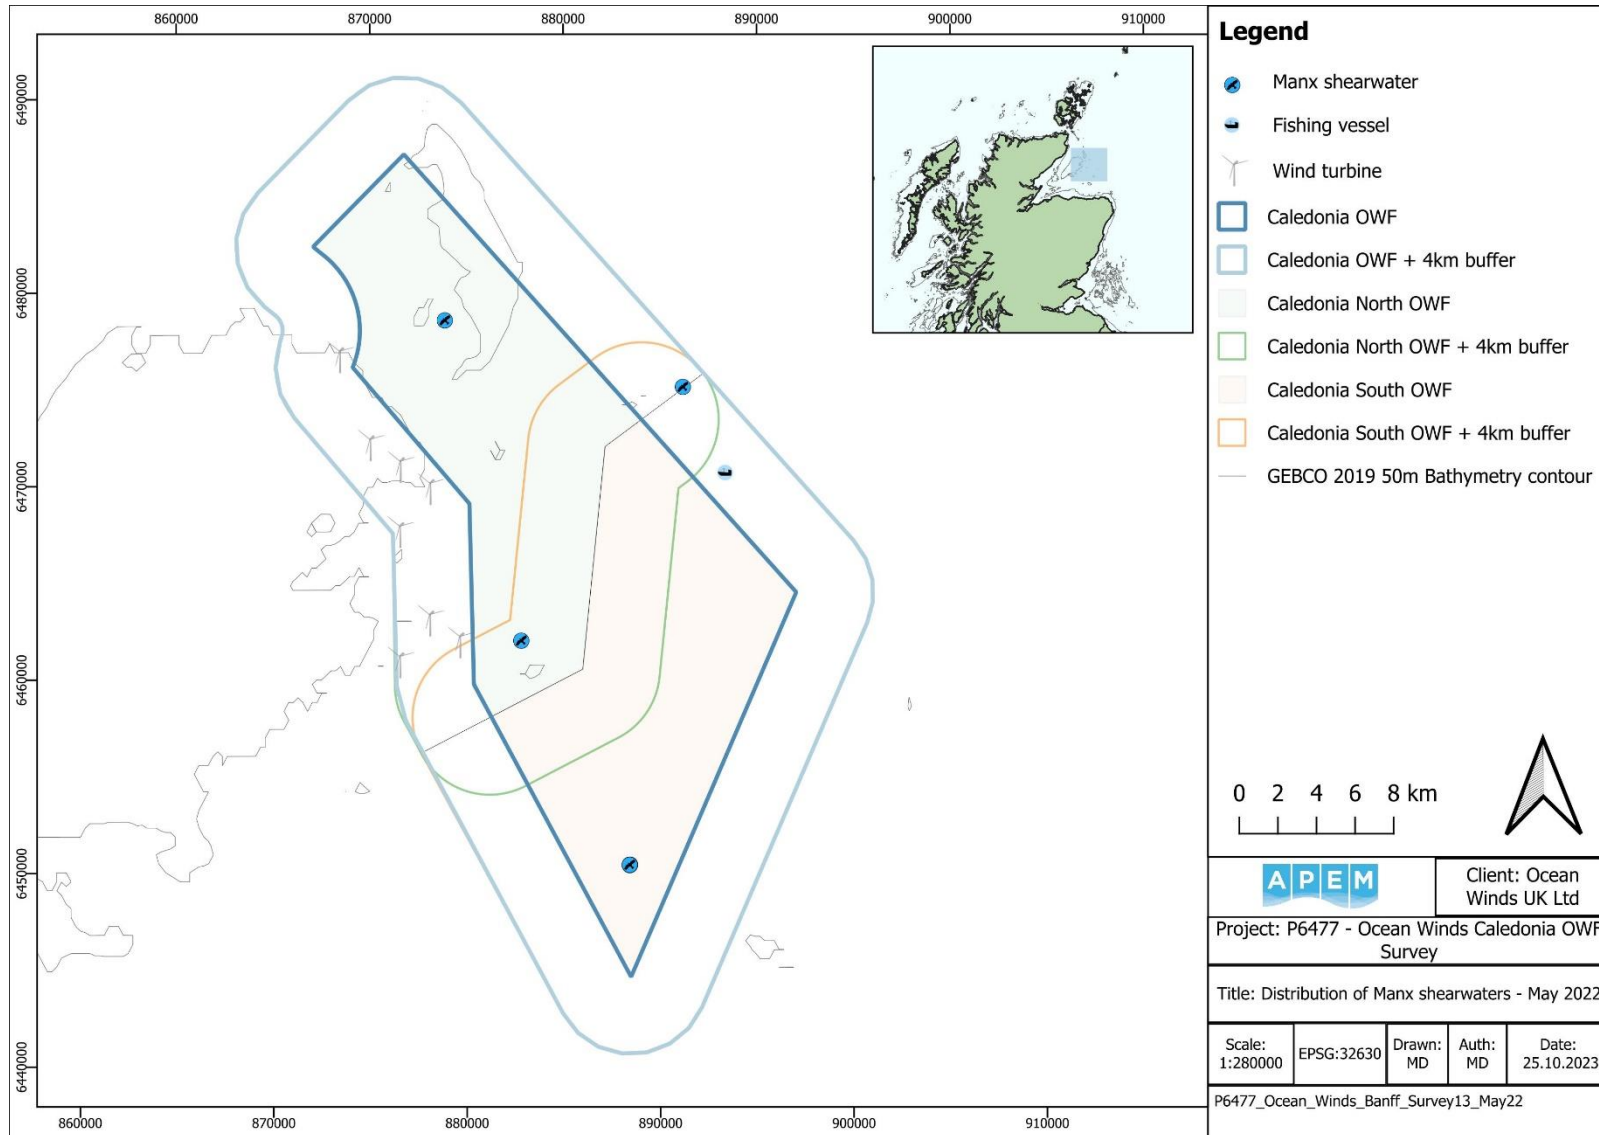 860000 870000 880000 890000 900000 910000
6490000
6480000
6470000
6460000
6450000
6440000
860000 870000 880000 890000 900000 910000
Legend
Manx shearwater
Fishing vessel
Wind turbine
Caledonia OWF
Caledonia OWF + 4km buffer
Caledonia North OWF
Caledonia North OWF + 4km buffer
Caledonia South OWF
Caledonia South OWF + 4km buffer
GEBCO 2019 50m Bathymetry contour
0 2 4 6 8 km
APEM
Client: Ocean
Winds UK Ltd
Project: P6477 - Ocean Winds Caledonia OWF
Survey
Title: Distribution of Manx shearwaters - May 2022
Scale:
1:280000
EPSG:32630
Drawn:
MD
Auth:
MD
Date:
25.10.2023
P6477_Ocean_Winds_Banff_Survey13_May22